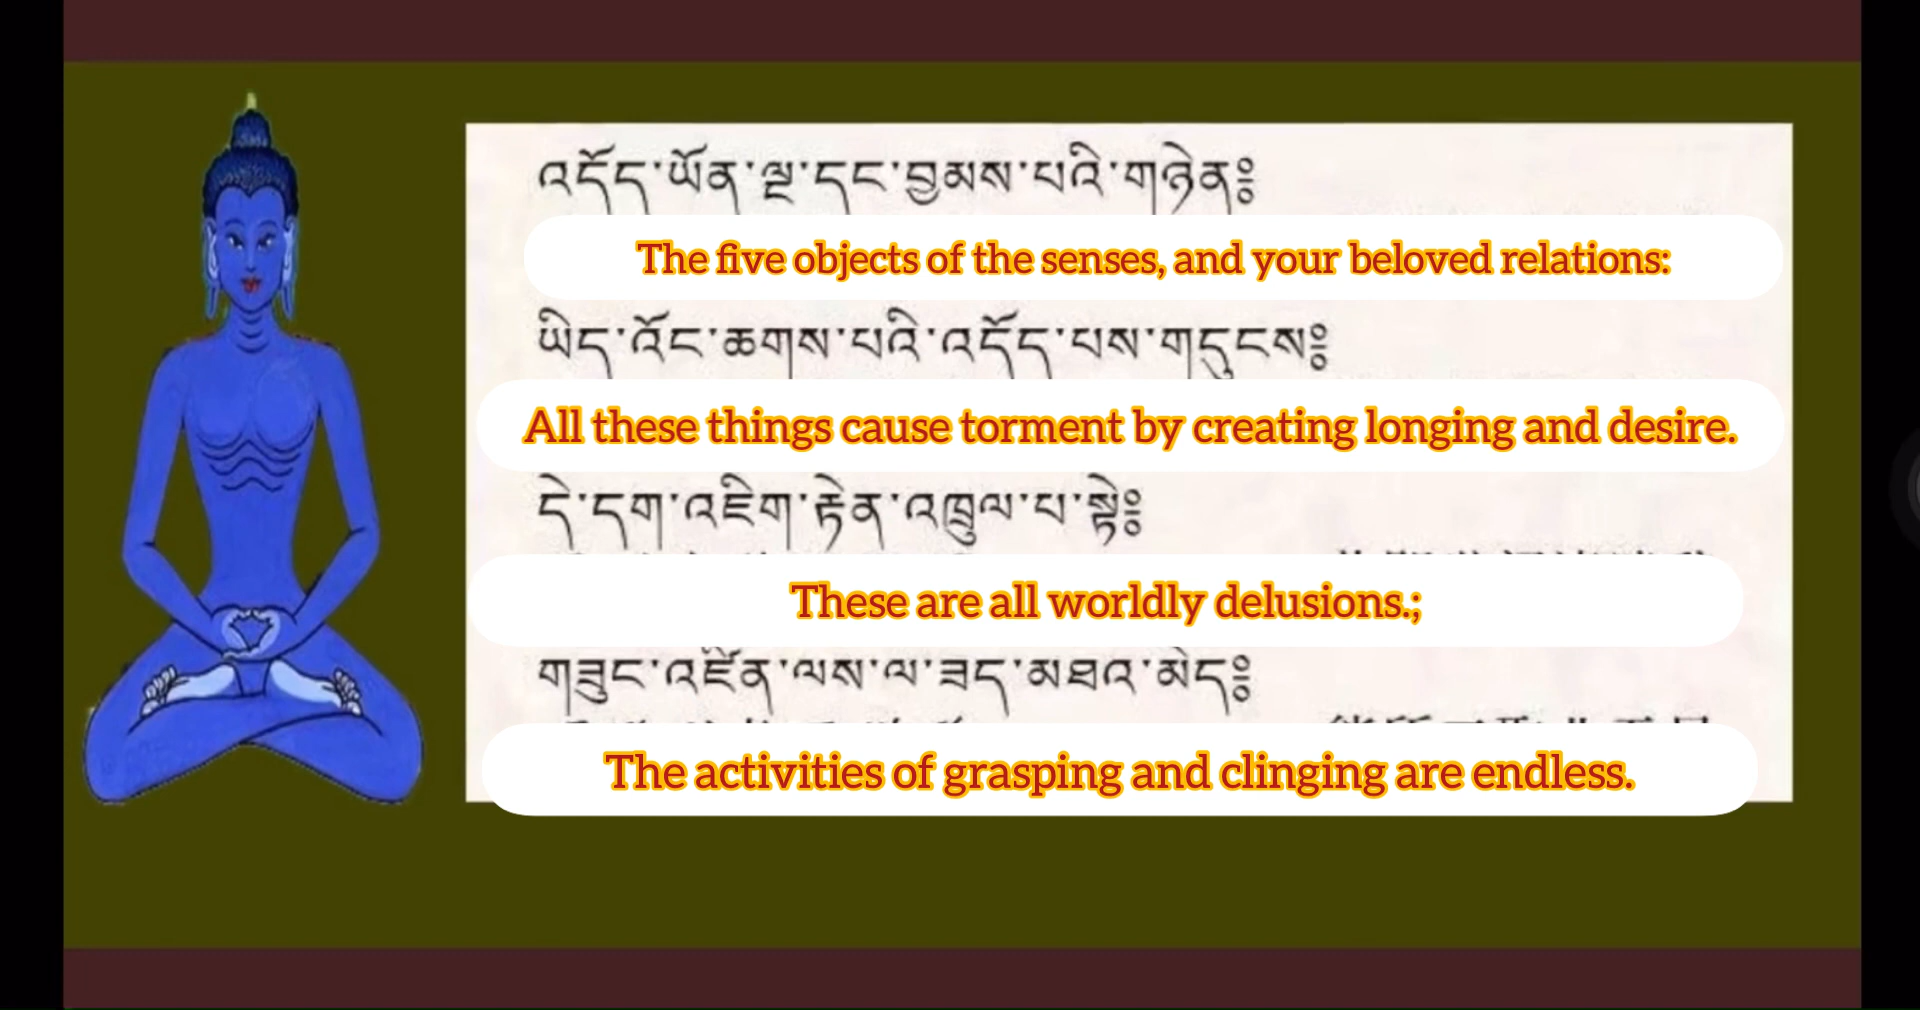 འདོད་ཡོན་ལྔ་དང་བྱམས་པའི་གཉེན༔
The five objects of the senses, and your beloved relations:
ཡིད་འོང་ཆགས་པའི་འདོད་པས་གདུངས༔
All these things cause torment by creating longing and desire.
དེ་དག་འཇིག་རྟེན་འཁྲུལ་པ་སྟེ༔
These are all worldly delusions.;
གཟུང་འཛིན་ལས་ལ་ཟད་མཐའ་མེད༔
The activities of grasping and clinging are endless.